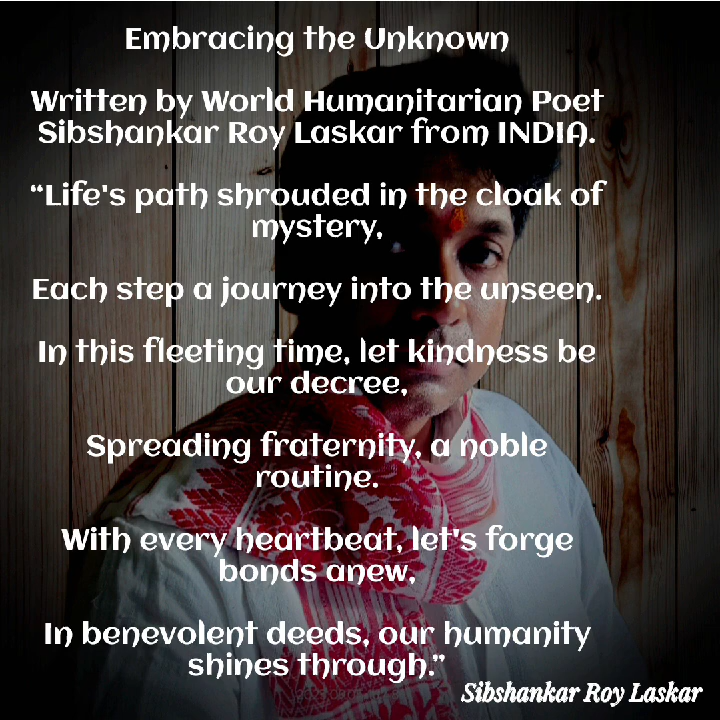 Embracing the Unknown
Written by World Humanitarian Poet
Sibshankar Roy Laskar from INDIA.
“Life's path shrouded in the cloak of
mystery,
Each step a journey into the unseen.
In this fleeting time, let kindness be
our decree,
Spreading fraternity, a noble
routine.
With every heartbeat, let's forge
bonds anew,
In benevolent deeds, our humanity
shines through.”
Sibshankar Roy Laskar